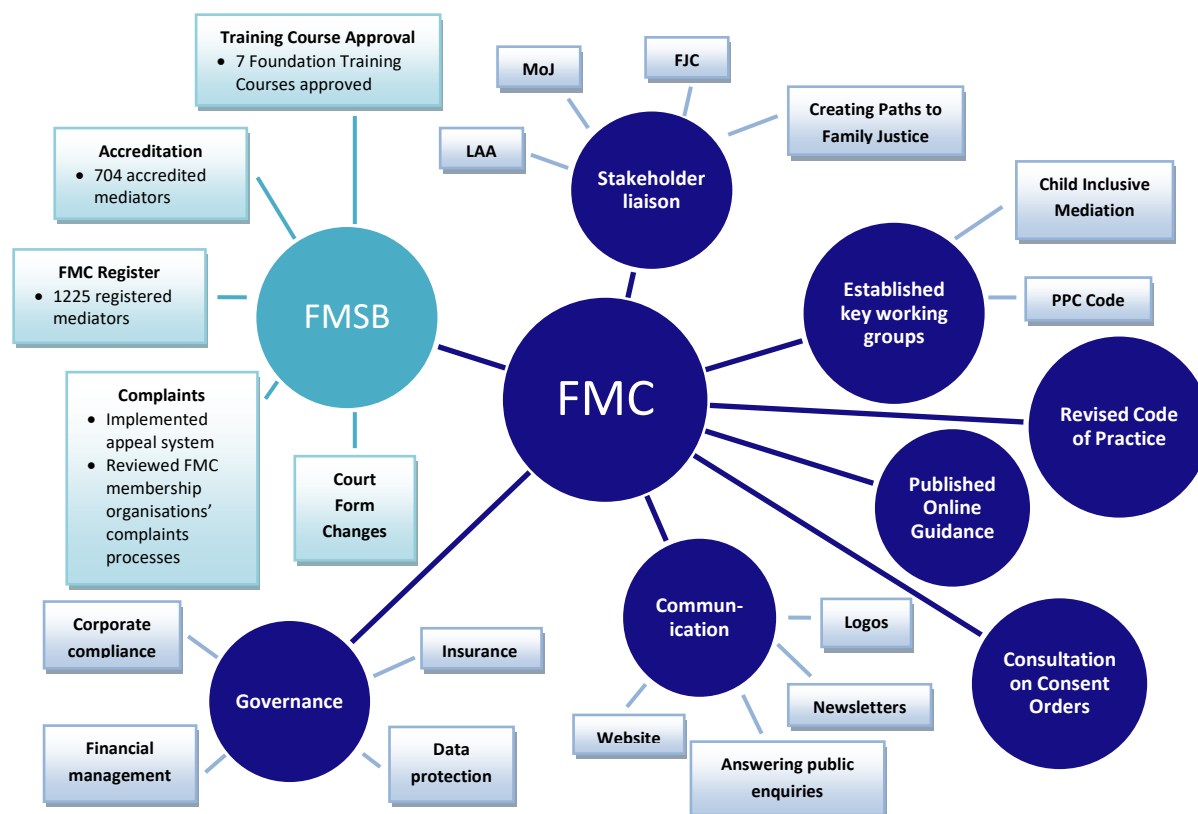 Training Course Approval
• 7 Foundation Training
Courses approved
Accreditation
• 704 accredited
mediators
FMC Register
• 1225 registered
mediators
Complaints
• Implemented
appeal system
• Reviewed FMC
membership
organisations’
complaints
processes
Court
Form
Changes
FMSB
MoJ
FJC
LAA
Creating Paths to
Family Justice
Stakeholder
liaison
Child Inclusive
Mediation
PPC Code
Established
key working
groups
FMC
Revised Code
of Practice
Published
Online
Guidance
Consultation
on Consent
Orders
Commun-
ication
Logos
Newsletters
Website
Answering public
enquiries
Governance
Corporate
compliance
Insurance
Financial
management
Data
protection